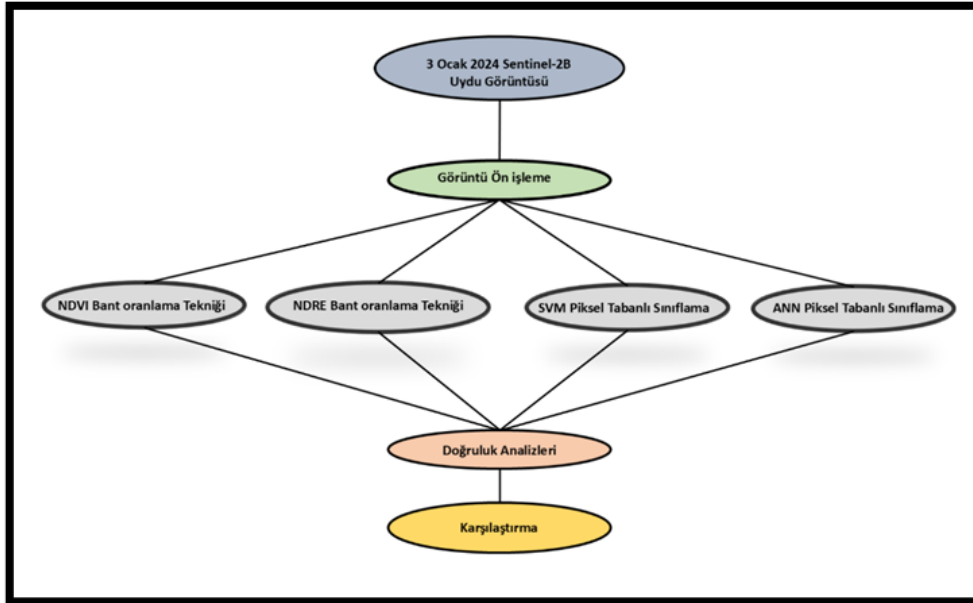 3 Ocak 2024 Sentinel-2B
Uydu Görüntüsü
Görüntü Ön işleme
NDVI Bant oranlama Tekniği
NDRE Bant oranlama Tekniği
SVM Piksel Tabanlı Sınıflama
ANN Piksel Tabanlı Sınıflama
Doğruluk Analizleri
Karşılaştırma